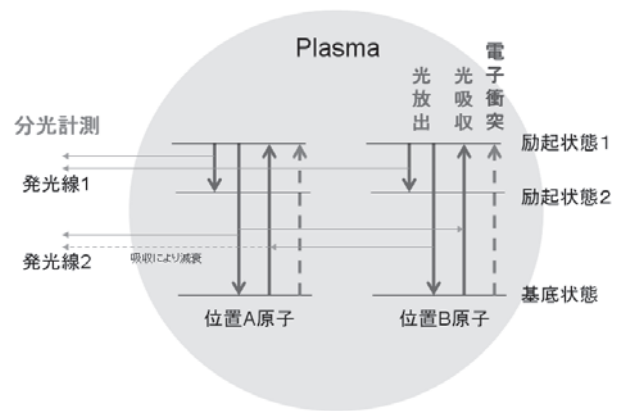 Plasma
光放出
光吸収
電子衝突
分光計測
励起状態1
発光線1
励起状態2
発光線2
吸収により減衰
基底状態
位置A原子
位置B原子